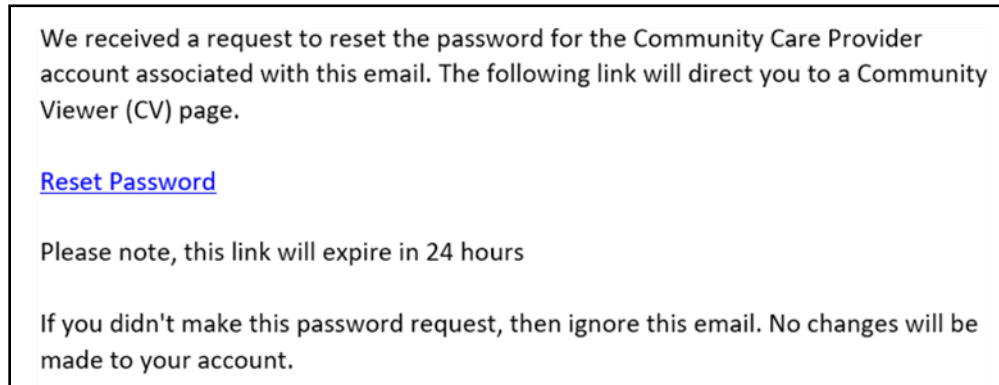 We received a request to reset the password for the Community Care Provider
account associated with this email. The following link will direct you to a Community
Viewer (CV) page.
Reset Password
Please note, this link will expire in 24 hours
If you didn't make this password request, then ignore this email. No changes will be
made to your account.